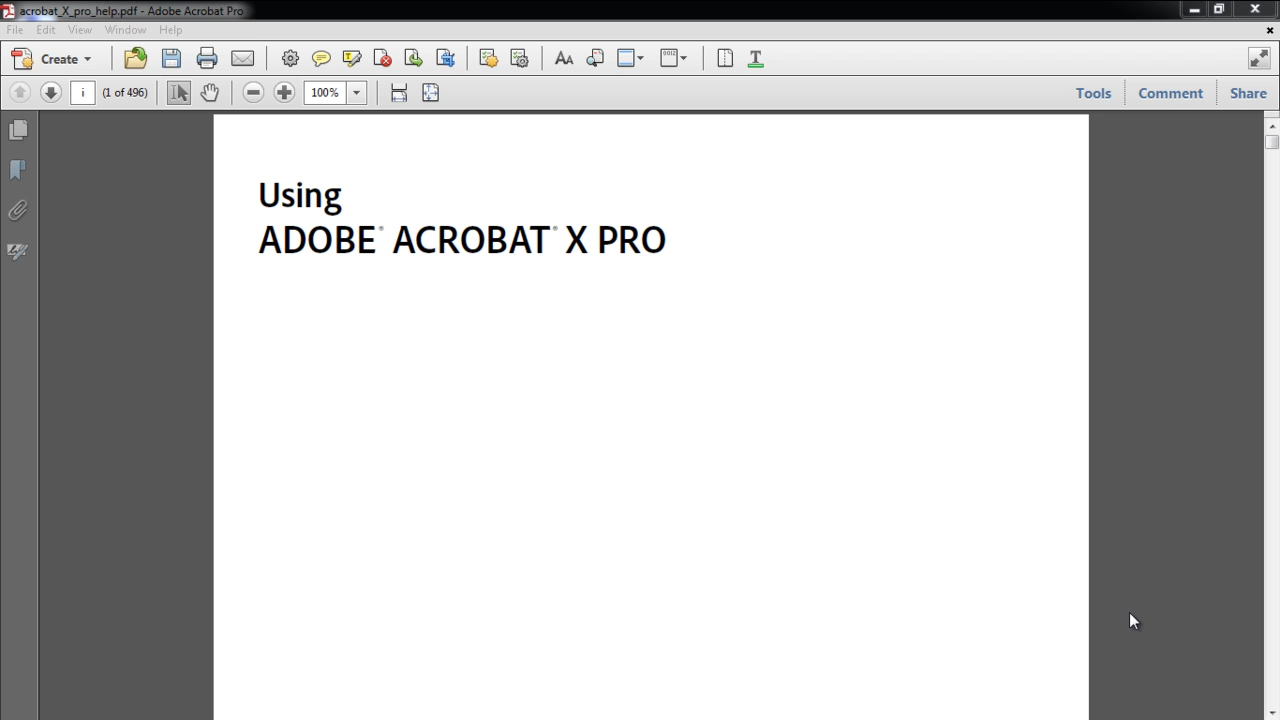 acrobat_X_pro_help.pdf - Adobe Acrobat Pro
File Edit View Window Help
Create
i (1 of 496) 100% Tools Comment Share
Using
ADOBE® ACROBAT® X PRO